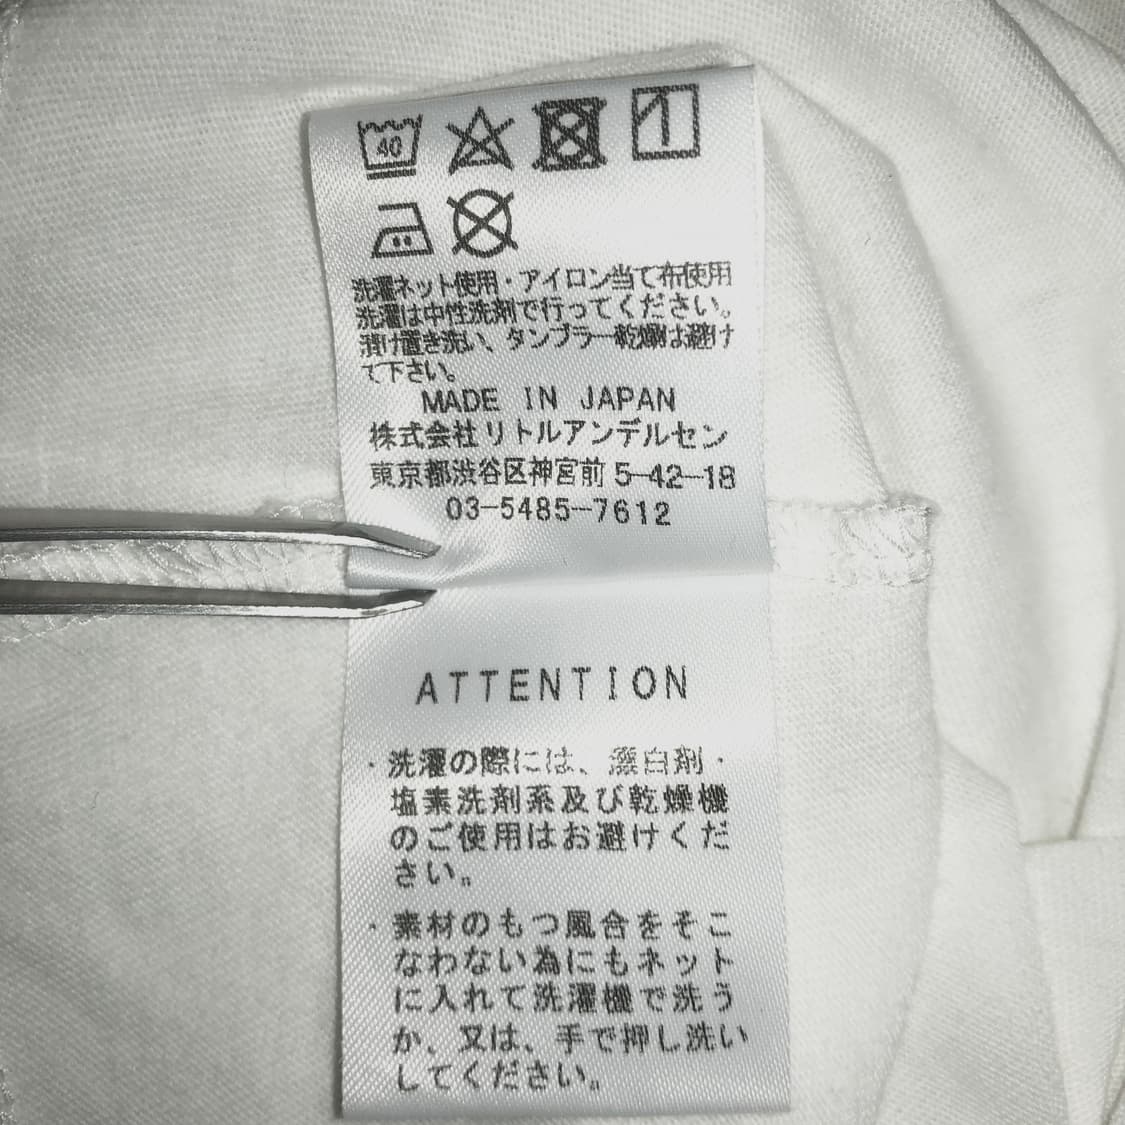 40
洗濯ネット使用・アイロン当て布使用
洗濯は中性洗剤で行ってください。
漬け置き洗い、タンブラー乾燥は避け
て下さい。
MADE IN JAPAN
株式会社リトルアンデルセン
東京都渋谷区神宮前5-42-18
03-5485-7612
ATTENTION
・洗濯の際には、漂白剤・
塩素洗剤系及び乾燥機
のご使用はお避けくだ
さい。
・素材のもつ風合をそこ
なわない為にもネット
に入れて洗濯機で洗う
か、又は、手で押し洗い
してください。